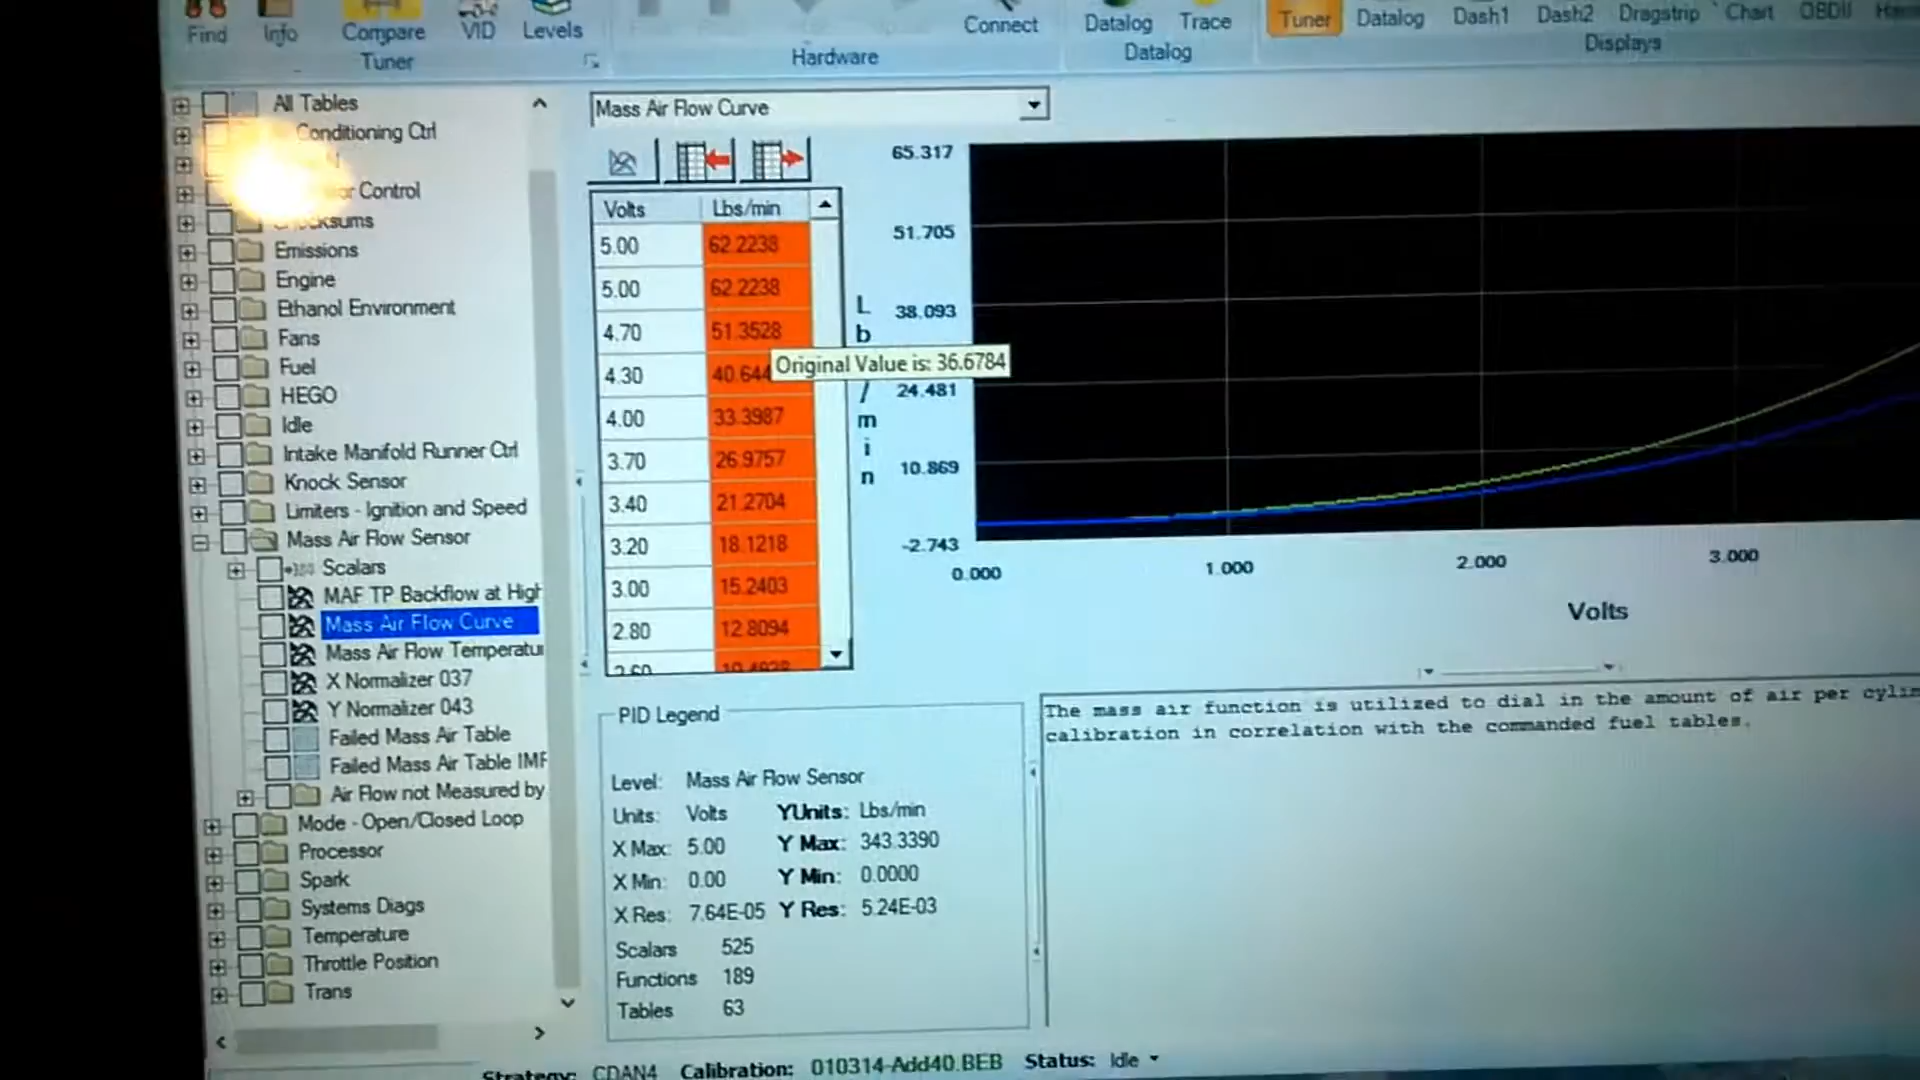 Find Info Compare VID Levels
Tuner
Connect
Hardware
Datalog Trace
Datalog
Tuner Datalog Dash1 Dash2 Dragstrip Chart OBDII
Displays
All Tables
Conditioning Ctrl
Control
Emissions
Engine
Ethanol Environment
Fans
Fuel
HEGO
Idle
Intake Manifold Runner Ctrl
Knock Sensor
Limiters - Ignition and Speed
Mass Air Flow Sensor
Scalars
MAF TP Backflow at High
Mass Air Flow Curve
Mass Air Flow Temperatu
X Normalizer 037
Y Normalizer 043
Failed Mass Air Table
Failed Mass Air Table IMF
Air Flow not Measured by
Mode - Open/Closed Loop
Processor
Spark
Systems Diags
Temperature
Throttle Position
Trans
Mass Air Flow Curve
Volts Lbs/min
5.00 62.2238
5.00 62.2238
4.70 51.3528
4.30 40.644
Original Value is: 36.6784
4.00 33.3987
3.70 26.9757
3.40 21.2704
3.20 18.1218
3.00 15.2403
2.80 12.8094
2.60
65.317
51.705
38.093
24.481
10.869
-2.743
Lb/min
0.000 1.000 2.000 3.000
Volts
PID Legend
Level: Mass Air Flow Sensor
Units: Volts YUnits: Lbs/min
X Max: 5.00 Y Max: 343.3390
X Min: 0.00 Y Min: 0.0000
X Res: 7.64E-05 Y Res: 5.24E-03
Scalars 525
Functions 189
Tables 63
The mass air function is utilized to dial in the amount of air per cylin
calibration in correlation with the commanded fuel tables.
Strategy: CDAN4 Calibration: 010314-Add40.BEB Status: Idle